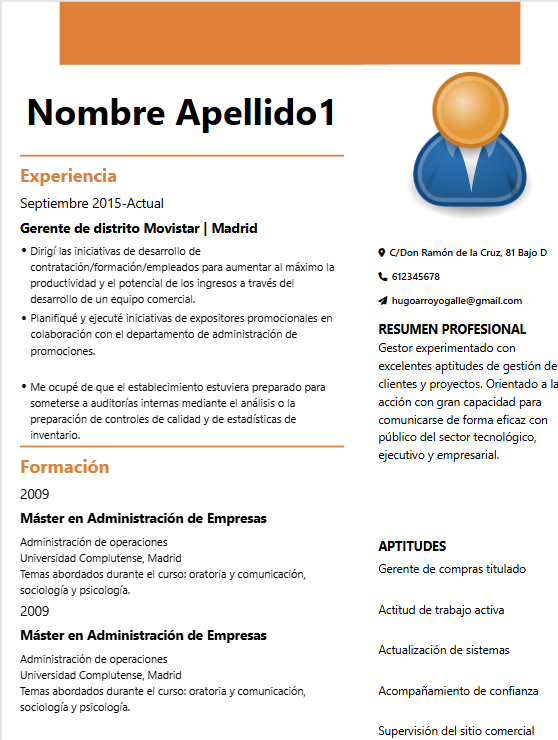 Nombre Apellido1
Experiencia
Septiembre 2015-Actual
Gerente de distrito Movistar | Madrid
• Dirigí las iniciativas de desarrollo de
contratación/formación/empleados para aumentar al máximo la
productividad y el potencial de los ingresos a través del
desarrollo de un equipo comercial.
• Planifiqué y ejecuté iniciativas de expositores promocionales en
colaboración con el departamento de administración de
promociones.
• Me ocupé de que el establecimiento estuviera preparado para
someterse a auditorías internas mediante el análisis o la
preparación de controles de calidad y de estadísticas de
inventario.
Formación
2009
Máster en Administración de Empresas
Administración de operaciones
Universidad Complutense, Madrid
Temas abordados durante el curso: oratoria y comunicación,
sociología y psicología.
2009
Máster en Administración de Empresas
Administración de operaciones
Universidad Complutense, Madrid
Temas abordados durante el curso: oratoria y comunicación,
sociología y psicología.
C/Don Ramón de la Cruz, 81 Bajo D
612345678
hugoarroyogalle@gmail.com
RESUMEN PROFESIONAL
Gestor experimentado con
excelentes aptitudes de gestión de
clientes y proyectos. Orientado a la
acción con gran capacidad para
comunicarse de forma eficaz con
público del sector tecnológico,
ejecutivo y empresarial.
APTITUDES
Gerente de compras titulado
Actitud de trabajo activa
Actualización de sistemas
Acompañamiento de confianza
Supervisión del sitio comercial